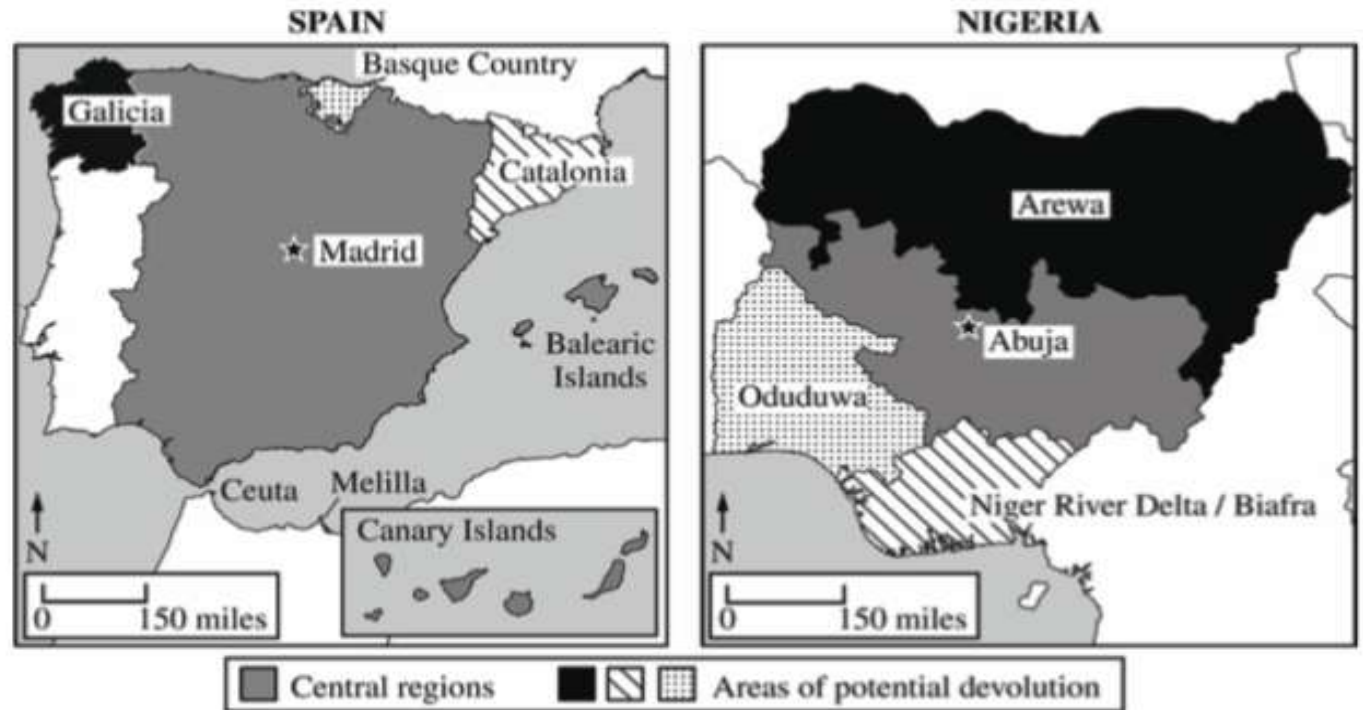 SPAIN
Basque Country
Galicia
Catalonia
Madrid
Balearic
Islands
Ceuta
Melilla
Canary Islands
N
0
150 miles
NIGERIA
Arewa
Abuja
Oduduwa
Niger River Delta / Biafra
N
0
150 miles
Central regions
Areas of potential devolution